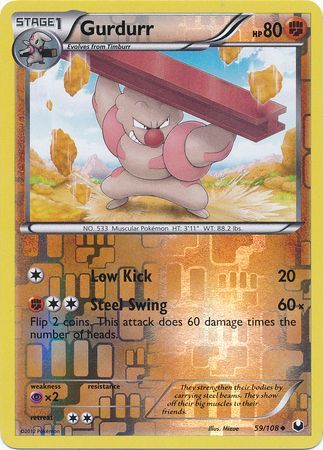 STAGE1
Gurdurr
HP 80
Evolves from Timburr
NO. 533 Muscular Pokémon HT: 3'11" WT: 88.2 lbs.
Low Kick 20
Steel Swing 60×
Flip 2 coins. This attack does 60 damage times
the number of heads.
weakness
resistance
×2
They strengthen their bodies by
carrying steel beams. They show
off their big muscles to their
friends.
retreat
©2012 Pokémon
Illus. Mizue
59/108